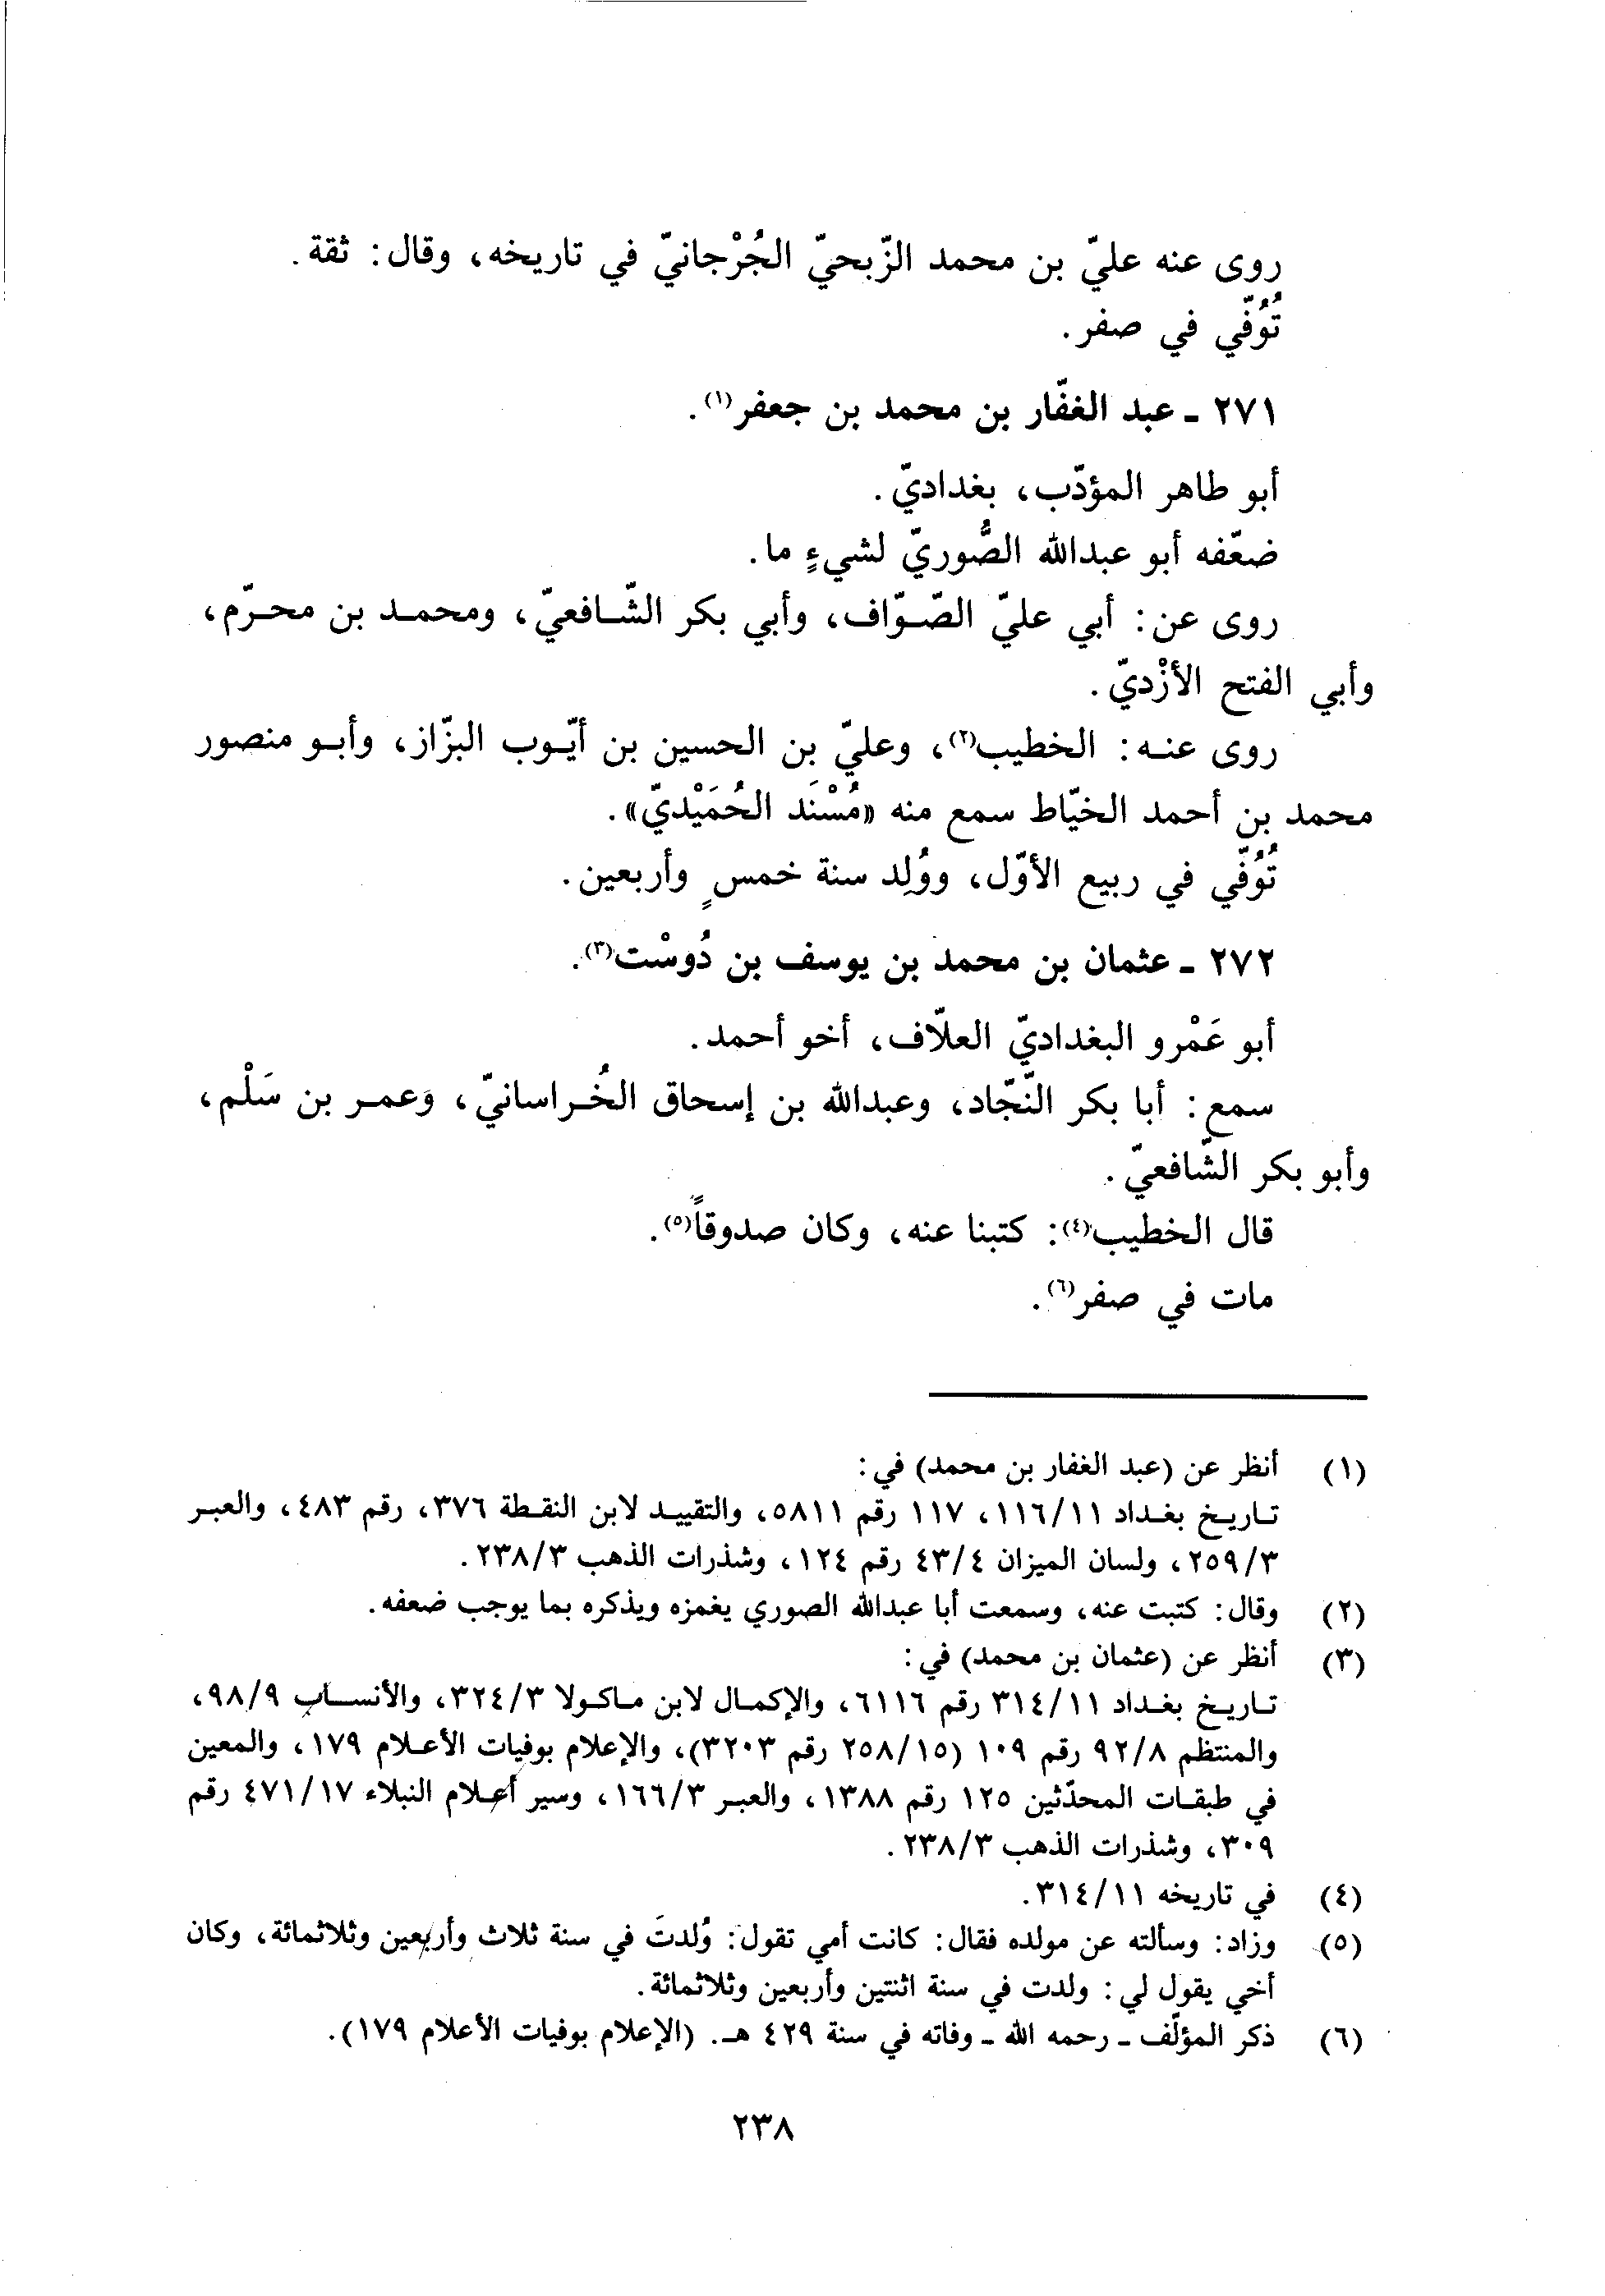 روى عنه عليّ بن محمد الزّبحيّ الجُرْجانيّ في تاريخه، وقال: ثقة.
تُوُفّي في صفر.
٢٧١ ـ عبد الغفّار بن محمد بن جعفر(١).
أبو طاهر المؤدّب، بغداديّ.
ضعّفه أبو عبدالله الصُّوريّ لشيءٍ ما.
روى عن: أبي عليّ الصّوّاف، وأبي بكر الشّافعيّ، ومحمد بن محرّم،
وأبي الفتح الأزْديّ.
روى عنه: الخطيب(٢)، وعليّ بن الحسين بن أيّوب البزّاز، وأبو منصور
محمد بن أحمد الخيّاط سمع منه «مُسْنَد الحُمَيْديّ».
تُوُفّي في ربيع الأوّل، ووُلِد سنة خمسٍ وأربعين.
٢٧٢ ـ عثمان بن محمد بن يوسف بن دُوسْت(٣).
أبو عَمْرو البغداديّ العلّاف، أخو أحمد.
سمع: أبا بكر النّجّاد، وعبدالله بن إسحاق الخُراسانيّ، وعمر بن سَلْم،
وأبو بكر الشّافعيّ.
قال الخطيب(٤): كتبنا عنه، وكان صدوقاً(٥).
مات في صفر(٦).
(١) أنظر عن (عبد الغفار بن محمد) في:
تاريخ بغداد ١١/١١٦، ١١٧ رقم ٥٨١١، والتقييد لابن النقطة ٣٧٦، رقم ٤٨٣، والعبر
٣/٢٥٩، ولسان الميزان ٤/٤٣ رقم ١٢٤، وشذرات الذهب ٣/٢٣٨.
(٢) وقال: كتبت عنه، وسمعت أبا عبدالله الصوري يغمزه ويذكره بما يوجب ضعفه.
(٣) أنظر عن (عثمان بن محمد) في:
تاريخ بغداد ١١/٣١٤ رقم ٦١١٦، والإكمال لابن ماكولا ٣/٣٢٤، والأنساب ٩/٩٨،
والمنتظم ٨/٩٢ رقم ١٠٩ (١٥/٢٥٨ رقم ٣٢٠٣)، والإعلام بوفيات الأعلام ١٧٩، والمعين
في طبقات المحدّثين ١٢٥ رقم ١٣٨٨، والعبر ٣/١٦٦، وسير أعلام النبلاء ١٧/٤٧١ رقم
٣٠٩، وشذرات الذهب ٣/٢٣٨.
(٤) في تاريخه ١١/٣١٤.
(٥) وزاد: وسألته عن مولده فقال: كانت أمي تقول: وُلدتَ في سنة ثلاث وأربعين وثلاثمائة، وكان
أخي يقول لي: ولدت في سنة اثنتين وأربعين وثلاثمائة.
(٦) ذكر المؤلّف ـ رحمه الله ـ وفاته في سنة ٤٢٩ هـ. (الإعلام بوفيات الأعلام ١٧٩).
٢٣٨